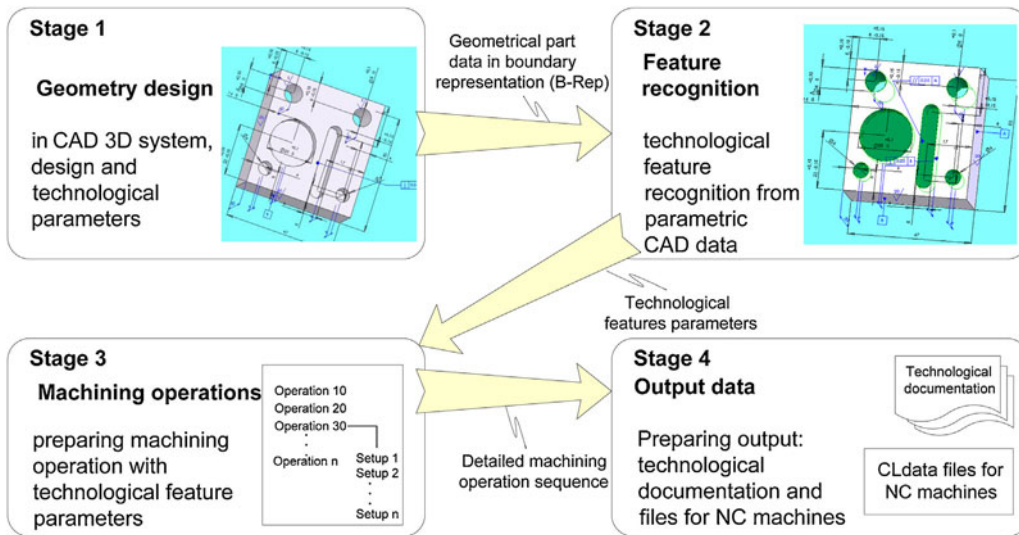 Stage 1
Geometry design
in CAD 3D system,
design and
technological
parameters
Geometrical part
data in boundary
representation (B-Rep)
Stage 2
Feature
recognition
technological
feature
recognition from
parametric
CAD data
Technological
features parameters
Stage 3
Machining operations
preparing machining
operation with
technological feature
parameters
Operation 10
Operation 20
Operation 30
Operation n
Setup 1
Setup 2
Setup n
Detailed machining
operation sequence
Stage 4
Output data
Preparing output:
technological
documentation and
files for NC machines
Technological
documentation
CLdata files for
NC machines